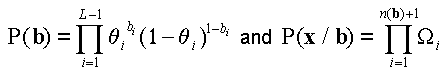 P(b) = ∏_{i=1}^{L-1} θ_i^{b_i} (1-θ_i)^{1-b_i} and P(x / b) = ∏_{i=1}^{n(b)+1} Ω_i